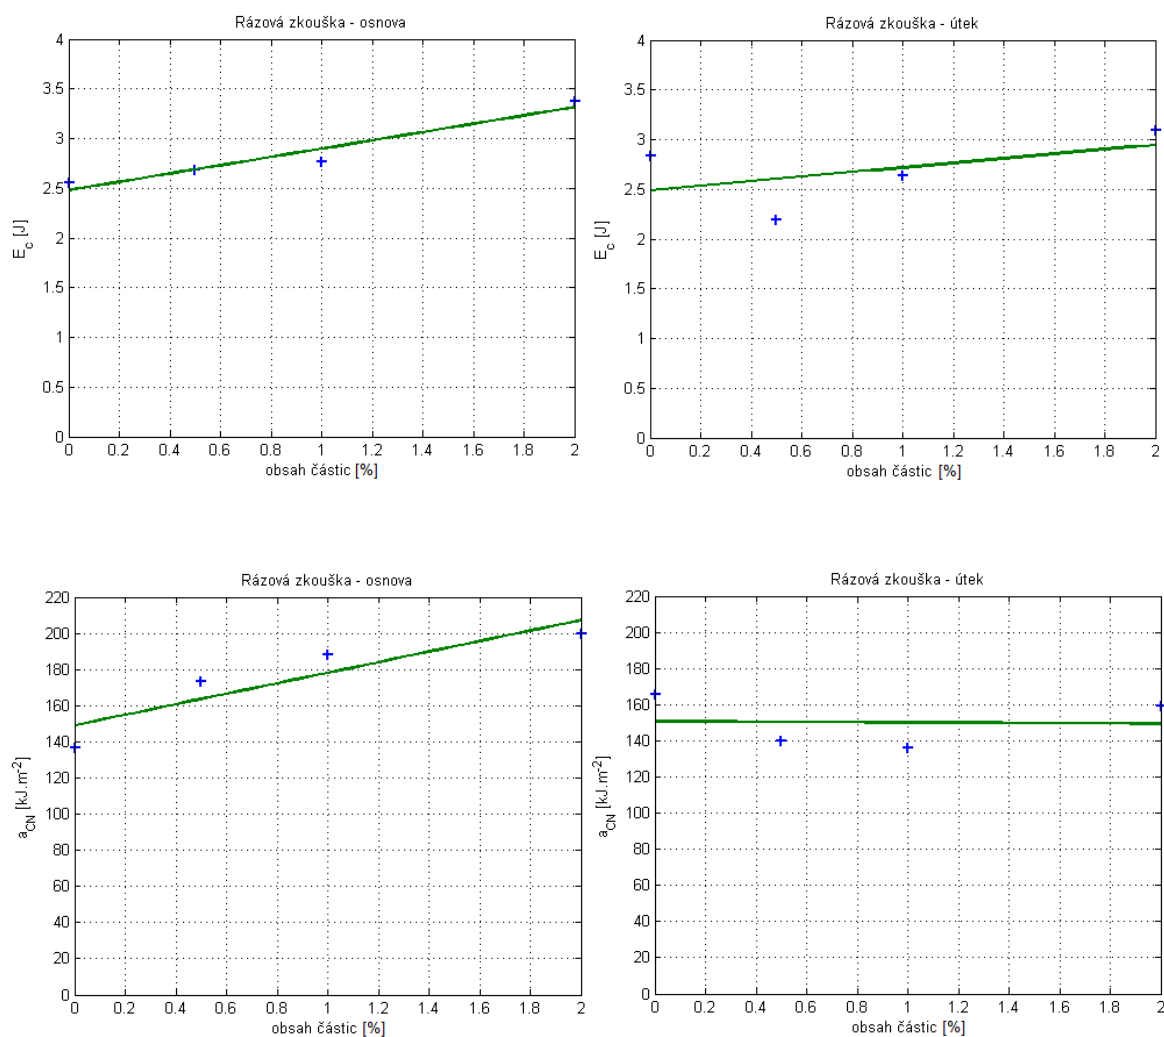 Rázová zkouška - osnova
4
3.5
3
2.5
2
1.5
1
0.5
0
E_c [J]
0 0.2 0.4 0.6 0.8 1 1.2 1.4 1.6 1.8 2
obsah částic [%]
Rázová zkouška - útek
4
3.5
3
2.5
2
1.5
1
0.5
0
E_c [J]
0 0.2 0.4 0.6 0.8 1 1.2 1.4 1.6 1.8 2
obsah částic [%]
Rázová zkouška - osnova
220
200
180
160
140
120
100
80
60
40
20
0
a_CN [kJ.m^-2]
0 0.2 0.4 0.6 0.8 1 1.2 1.4 1.6 1.8 2
obsah částic [%]
Rázová zkouška - útek
220
200
180
160
140
120
100
80
60
40
20
0
a_CN [kJ.m^-2]
0 0.2 0.4 0.6 0.8 1 1.2 1.4 1.6 1.8 2
obsah částic [%]